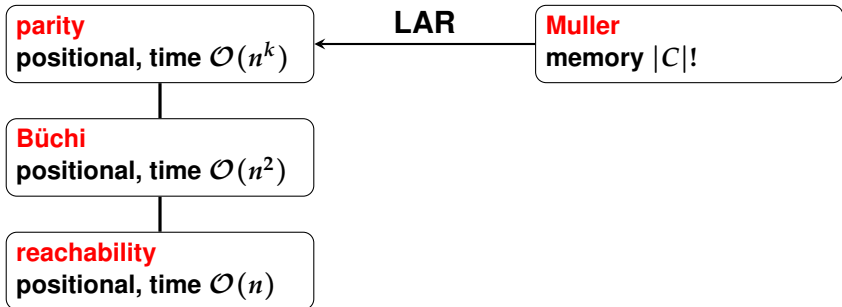 parity
positional, time 𝒪(n^k)
LAR
Muller
memory |C|!
Büchi
positional, time 𝒪(n²)
reachability
positional, time 𝒪(n)